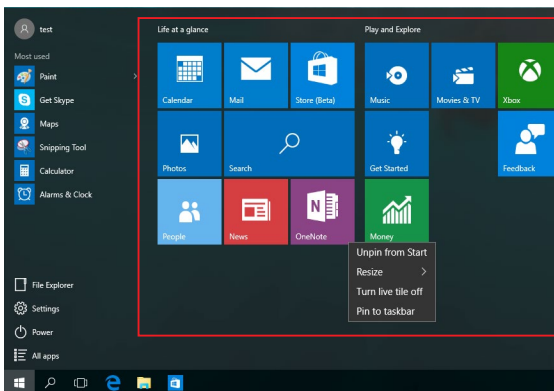 test
Most used
Paint
Get Skype
Maps
Snipping Tool
Calculator
Alarms & Clock
File Explorer
Settings
Power
All apps
Life at a glance
Calendar
Mail
Store (Beta)
Photos
Search
People
News
OneNote
Play and Explore
Music
Movies & TV
Xbox
Get Started
Feedback
Money
Unpin from Start
Resize
Turn live tile off
Pin to taskbar